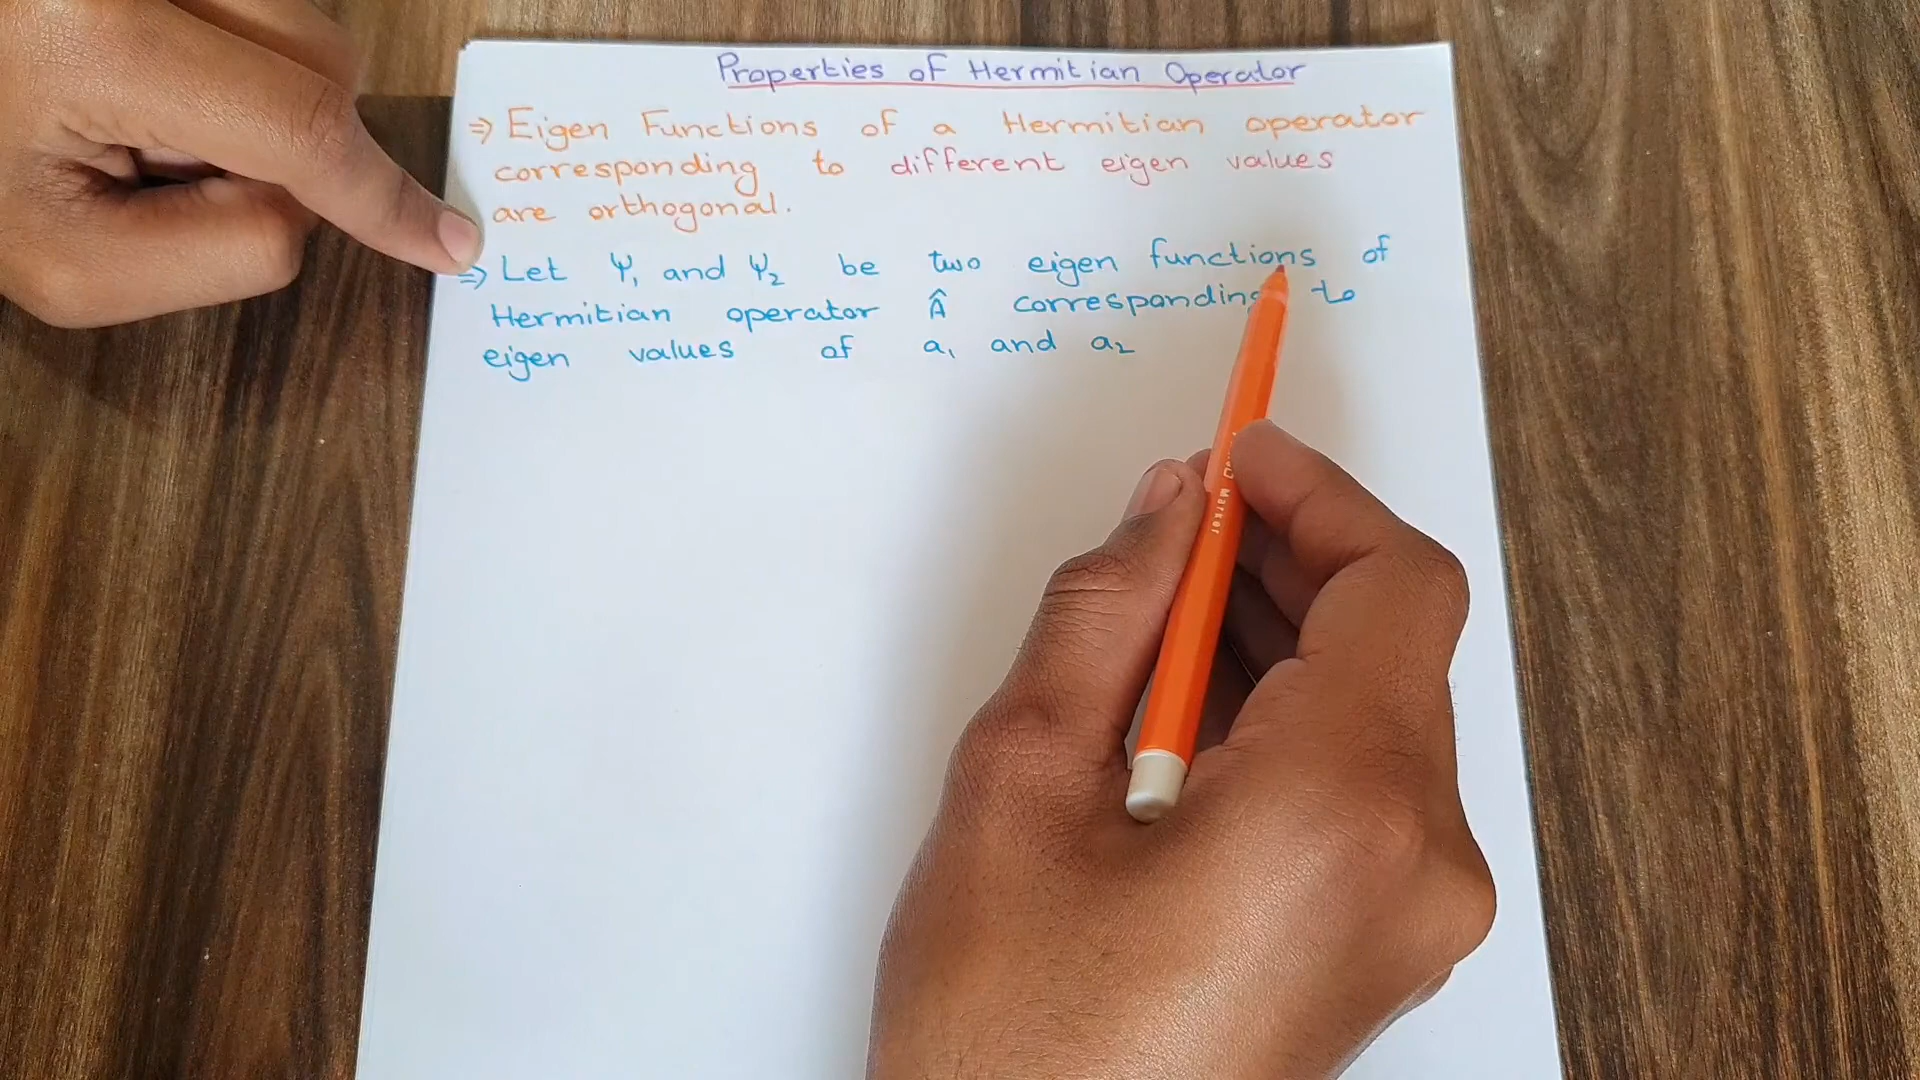 Properties of Hermitian Operator
⇒ Eigen Functions of a Hermitian operator
corresponding to different eigen values
are orthogonal.
⇒ Let Ψ₁ and Ψ₂ be two eigen functions of
Hermitian operator Â corresponding to
eigen values of a₁ and a₂
Marker